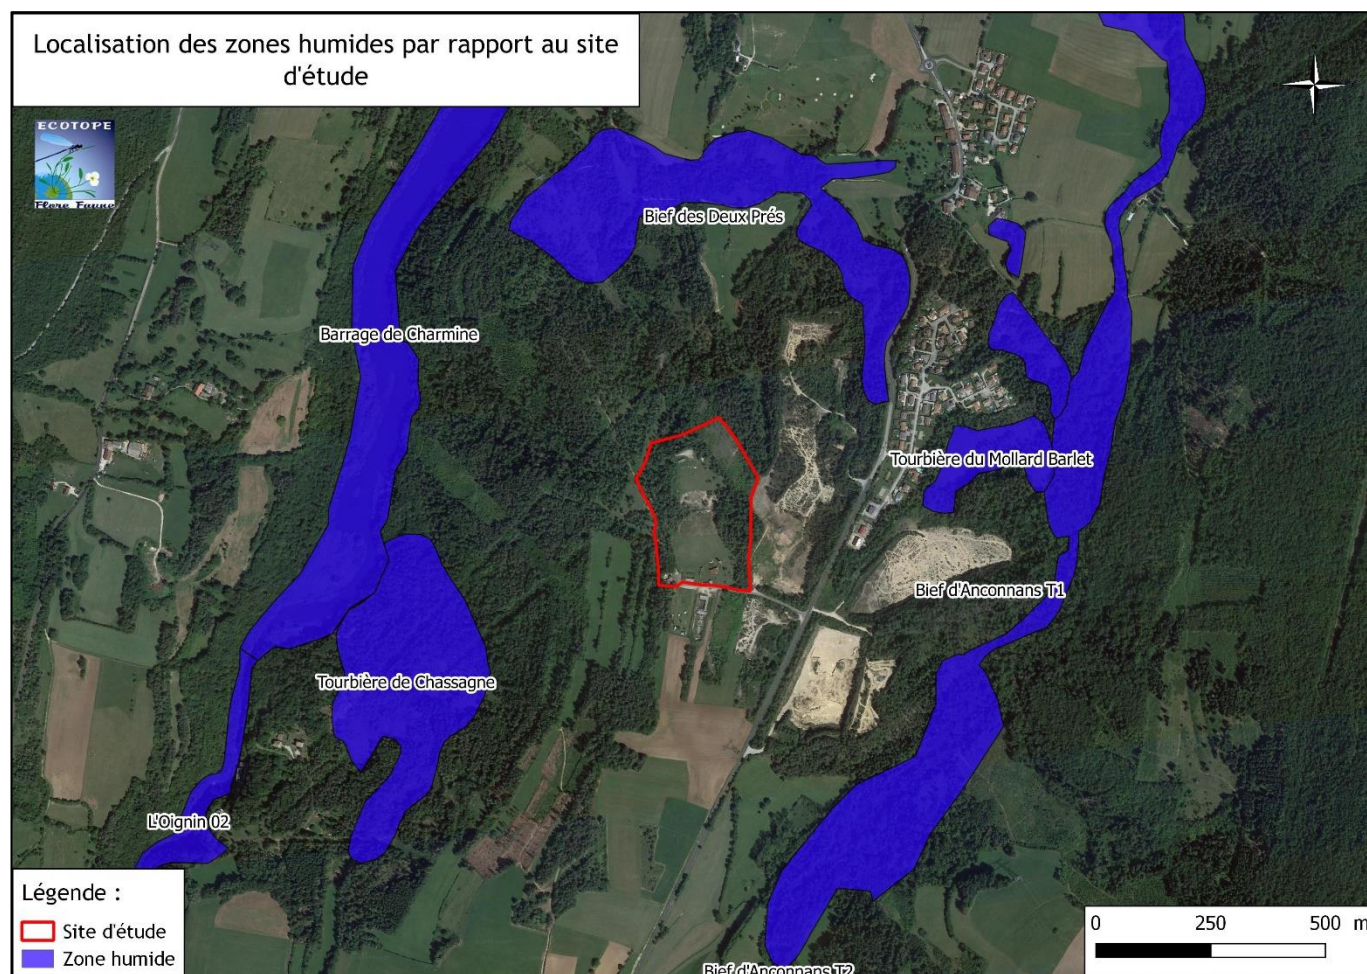 Localisation des zones humides par rapport au site
d'étude
ECOTOPE
Flore Faune
Bief des Deux Prés
Barrage de Charmine
Tourbière du Mollard Barlet
Bief d'Anconnans T1
Tourbière de Chassagne
L'Oignin 02
Bief d'Anconnans T2
Légende :
Site d'étude
Zone humide
0 250 500 m